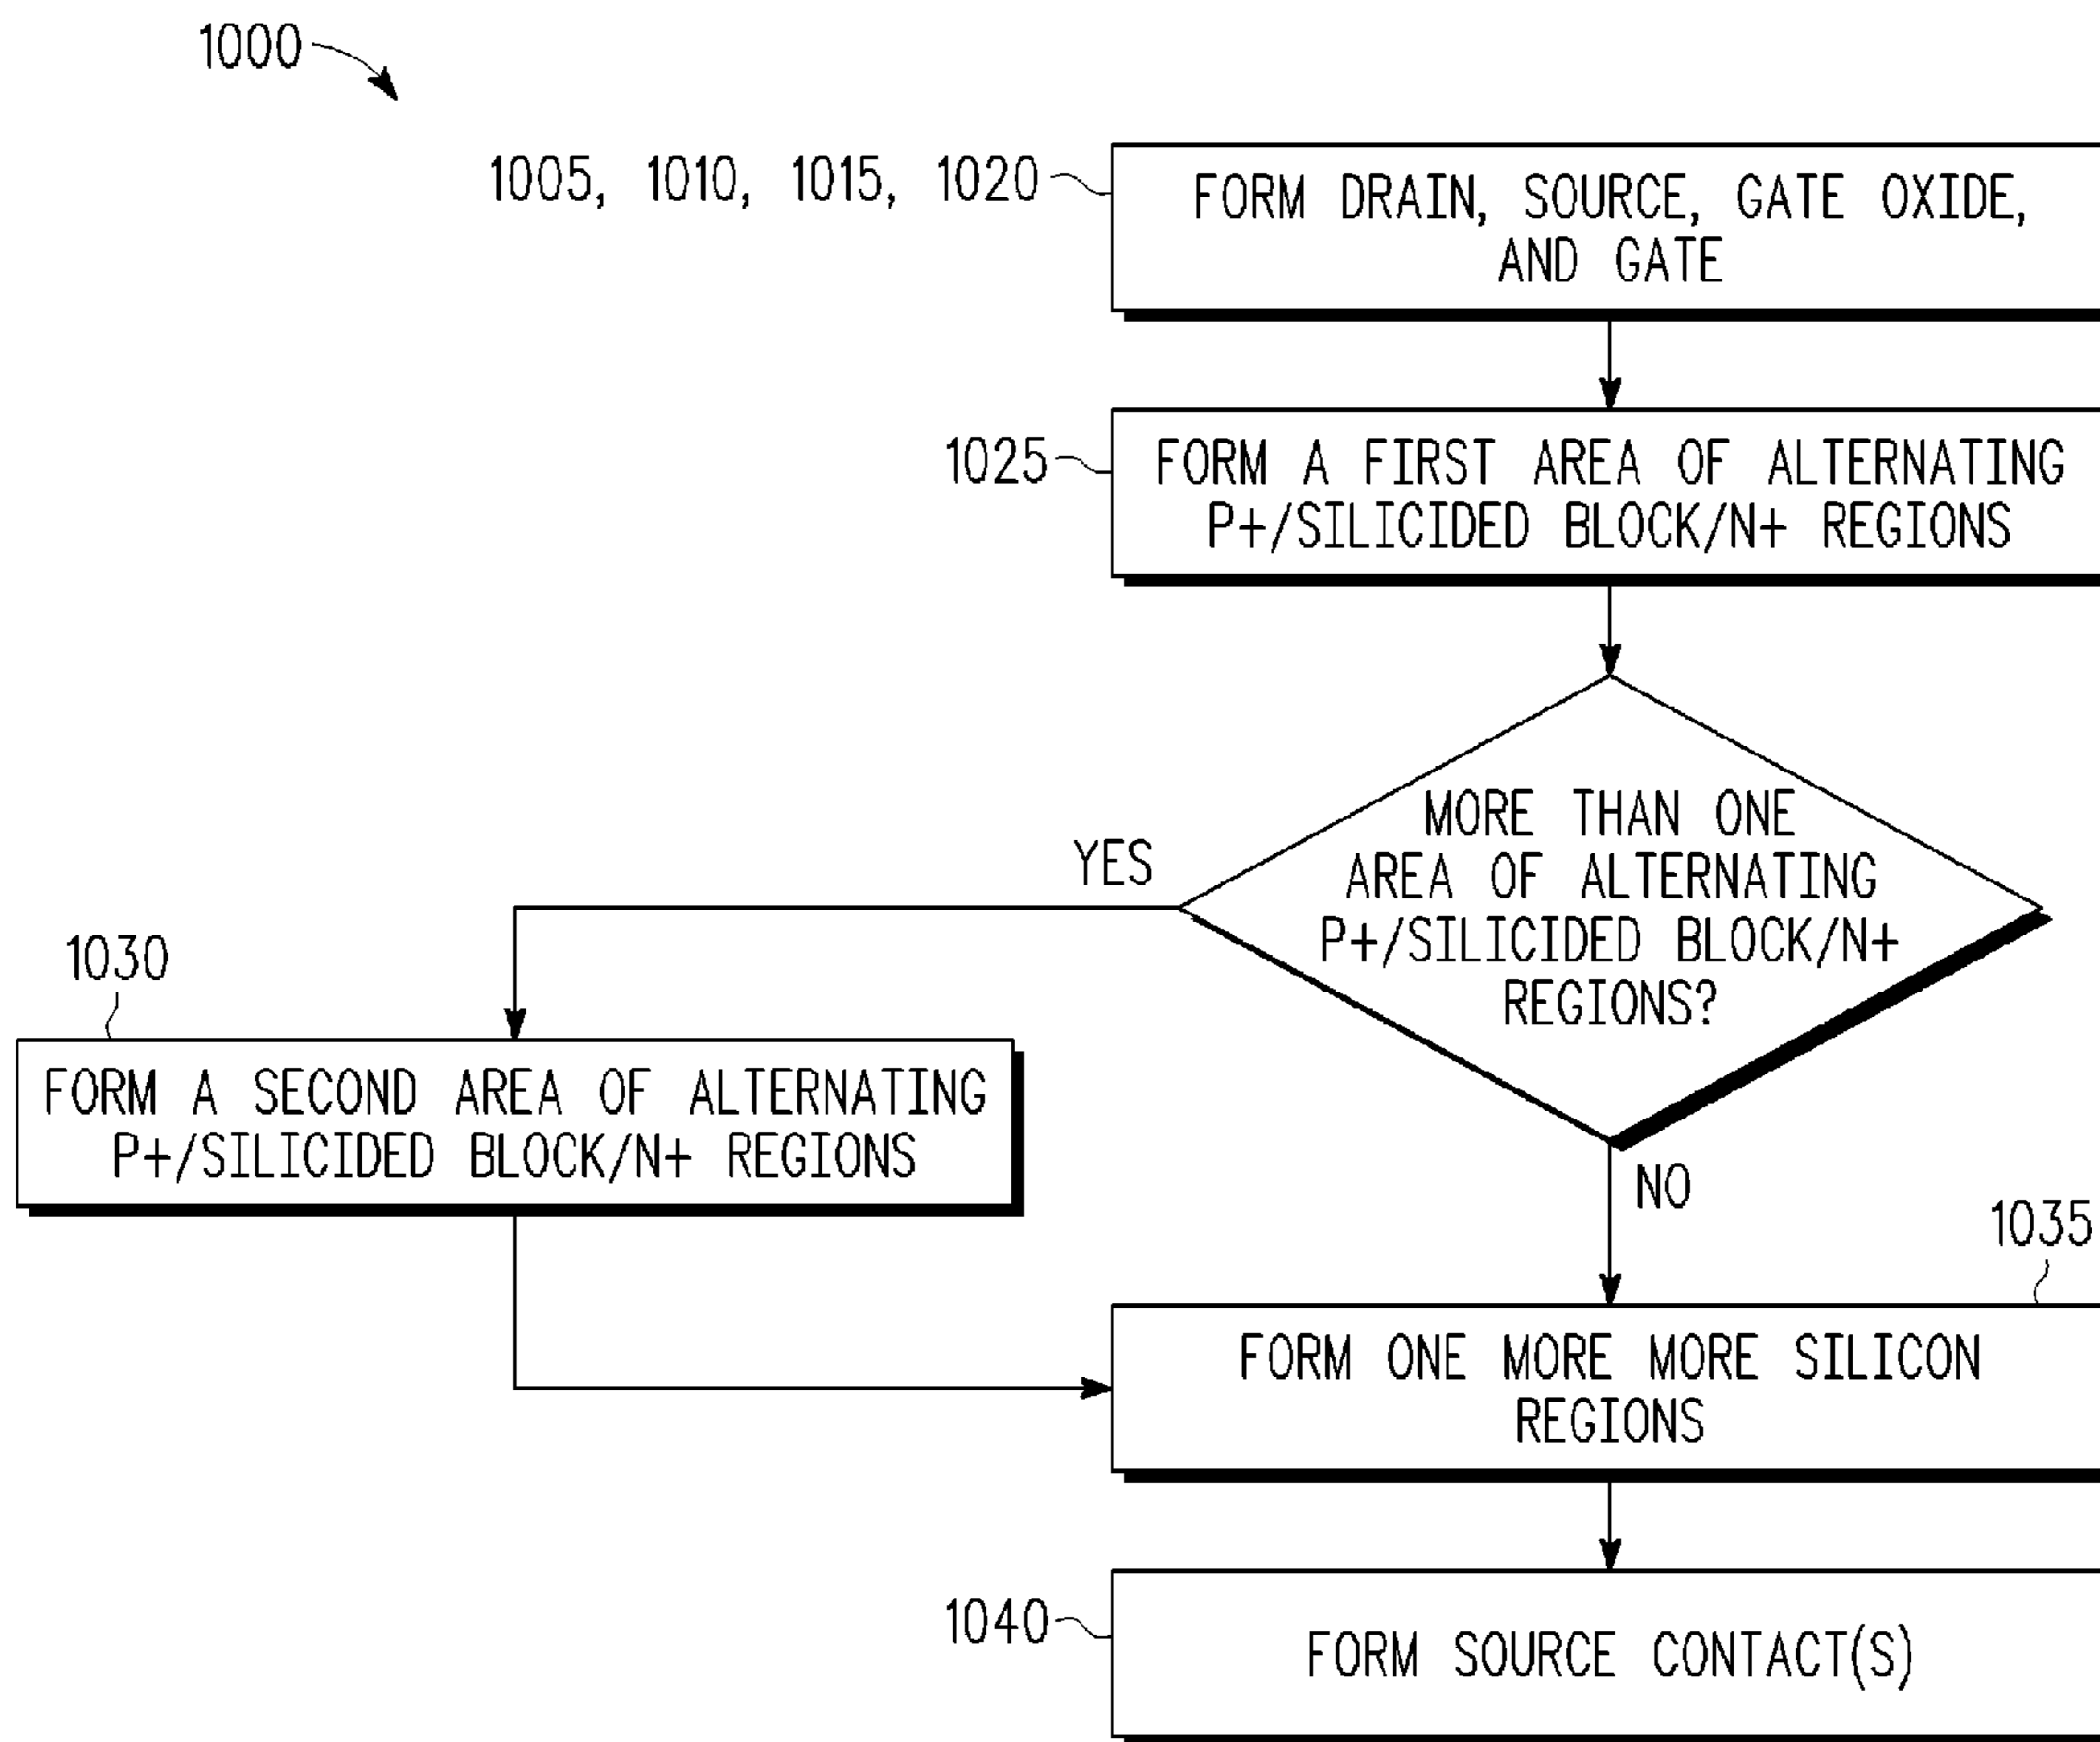 1000
1005, 1010, 1015, 1020
FORM DRAIN, SOURCE, GATE OXIDE,
AND GATE
1025
FORM A FIRST AREA OF ALTERNATING
P+/SILICIDED BLOCK/N+ REGIONS
MORE THAN ONE
AREA OF ALTERNATING
P+/SILICIDED BLOCK/N+
REGIONS?
YES
1030
FORM A SECOND AREA OF ALTERNATING
P+/SILICIDED BLOCK/N+ REGIONS
NO
1035
FORM ONE MORE MORE SILICON
REGIONS
1040
FORM SOURCE CONTACT(S)